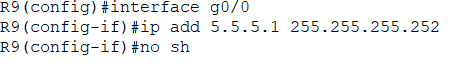 R9(config)#interface g0/0
R9(config-if)#ip add 5.5.5.1 255.255.255.252
R9(config-if)#no sh